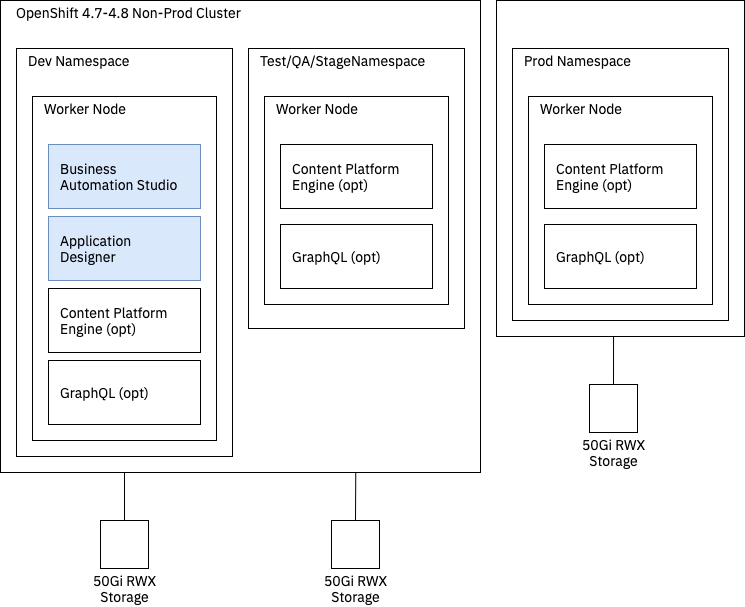 OpenShift 4.7-4.8 Non-Prod Cluster
Dev Namespace
Worker Node
Business
Automation Studio
Application
Designer
Content Platform
Engine (opt)
GraphQL (opt)
Test/QA/StageNamespace
Worker Node
Content Platform
Engine (opt)
GraphQL (opt)
Prod Namespace
Worker Node
Content Platform
Engine (opt)
GraphQL (opt)
50Gi RWX
Storage
50Gi RWX
Storage
50Gi RWX
Storage